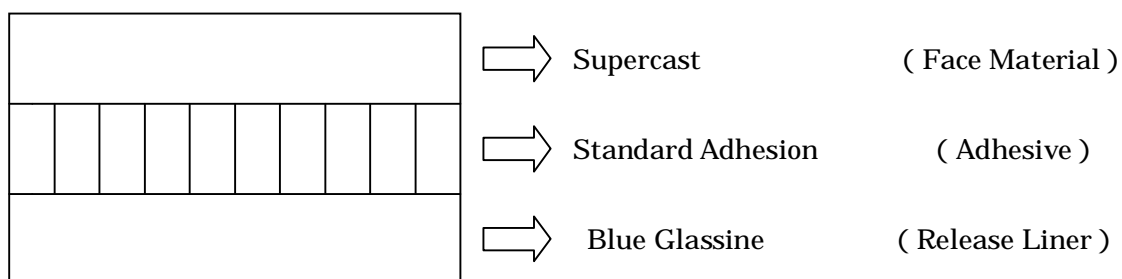 Supercast ( Face Material )
Standard Adhesion ( Adhesive )
Blue Glassine ( Release Liner )